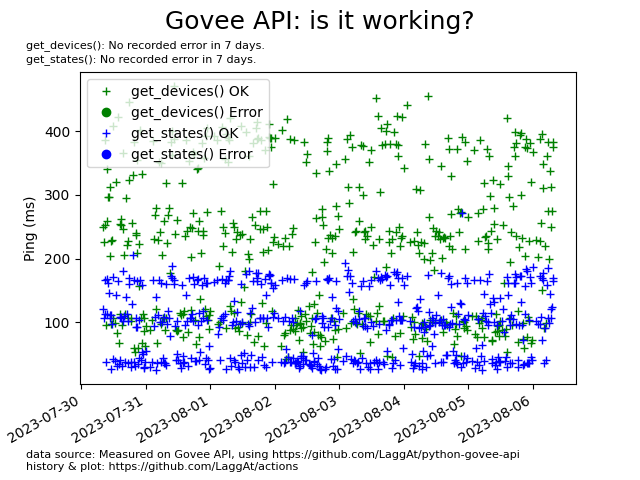 Govee API: is it working?
get_devices(): No recorded error in 7 days.
get_states(): No recorded error in 7 days.
get_devices() OK
get_devices() Error
get_states() OK
get_states() Error
Ping (ms)
400
300
200
100
2023-07-30
2023-07-31
2023-08-01
2023-08-02
2023-08-03
2023-08-04
2023-08-05
2023-08-06
data source: Measured on Govee API, using https://github.com/LaggAt/python-govee-api
history & plot: https://github.com/LaggAt/actions